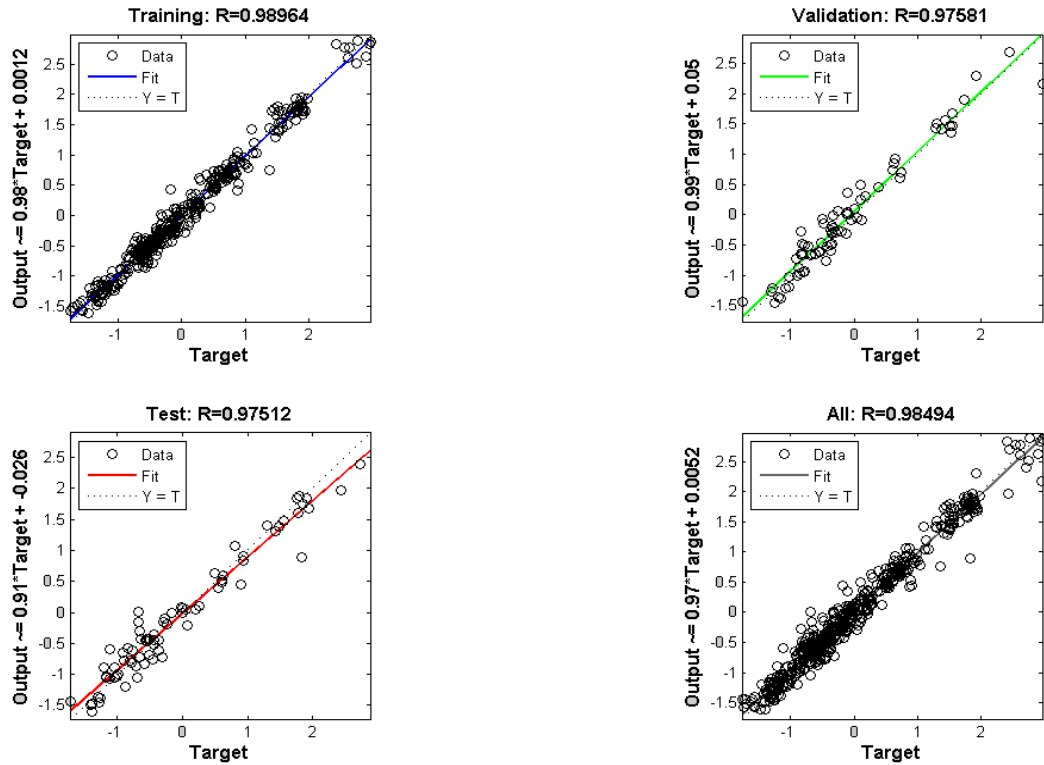 Training: R=0.98964
Output ~= 0.98*Target + 0.0012
Data
Fit
Y = T
2.5
2
1.5
1
0.5
0
-0.5
-1
-1.5
-1 0 1 2
Target
Validation: R=0.97581
Output ~= 0.99*Target + 0.05
Data
Fit
Y = T
2.5
2
1.5
1
0.5
0
-0.5
-1
-1.5
-1 0 1 2
Target
Test: R=0.97512
Output ~= 0.91*Target + -0.026
Data
Fit
Y = T
2.5
2
1.5
1
0.5
0
-0.5
-1
-1.5
-1 0 1 2
Target
All: R=0.98494
Output ~= 0.97*Target + 0.0052
Data
Fit
Y = T
2.5
2
1.5
1
0.5
0
-0.5
-1
-1.5
-1 0 1 2
Target